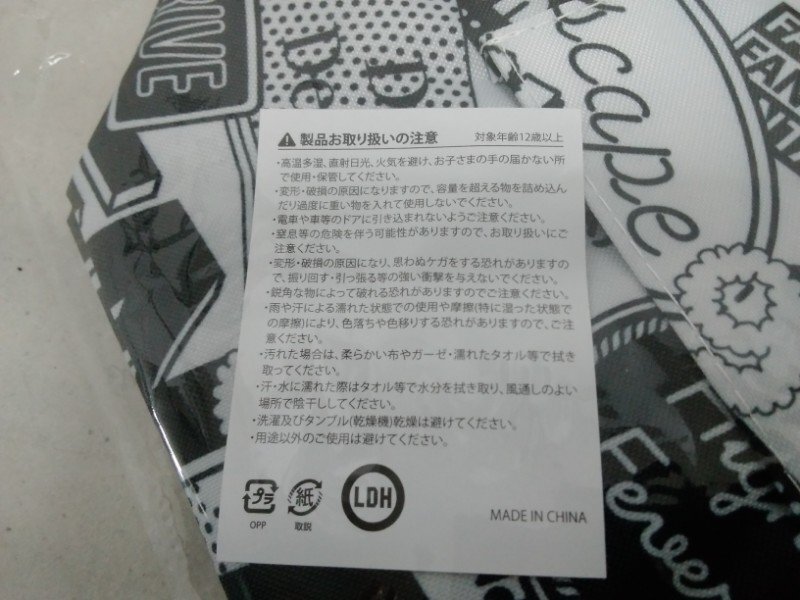 RIVE
De
D
scape
FAN
⚠製品お取り扱いの注意 対象年齢12歳以上
・高温多湿、直射日光、火気を避け、お子さまの手の届かない所
で使用・保管してください。
・変形・破損の原因になりますので、容量を超える物を詰め込ん
だり過度に重い物を入れて使用しないでください。
・電車や車等のドアに引き込まれないようご注意ください。
・窒息等の危険を伴う可能性がありますので、お取り扱いにご
注意ください。
・変形・破損の原因になり、思わぬケガをする恐れがありますの
で、振り回す・引っ張る等の強い衝撃を与えないでください。
・鋭角な物によって破れる恐れがありますのでご注意ください。
・雨や汗による濡れた状態での使用や摩擦(特に湿った状態で
の摩擦)により、色落ちや色移りする恐れがありますので、ご注
意ください。
・汚れた場合は、柔らかい布やガーゼ・濡れたタオル等で拭き
取ってください。
・汗・水に濡れた際はタオル等で水分を拭き取り、風通しのよい
場所で陰干ししてください。
・洗濯及びタンブル(乾燥機)乾燥は避けてください。
・用途以外のご使用は避けてください。
プラ
OPP
紙
取説
LDH
MADE IN CHINA
Fever